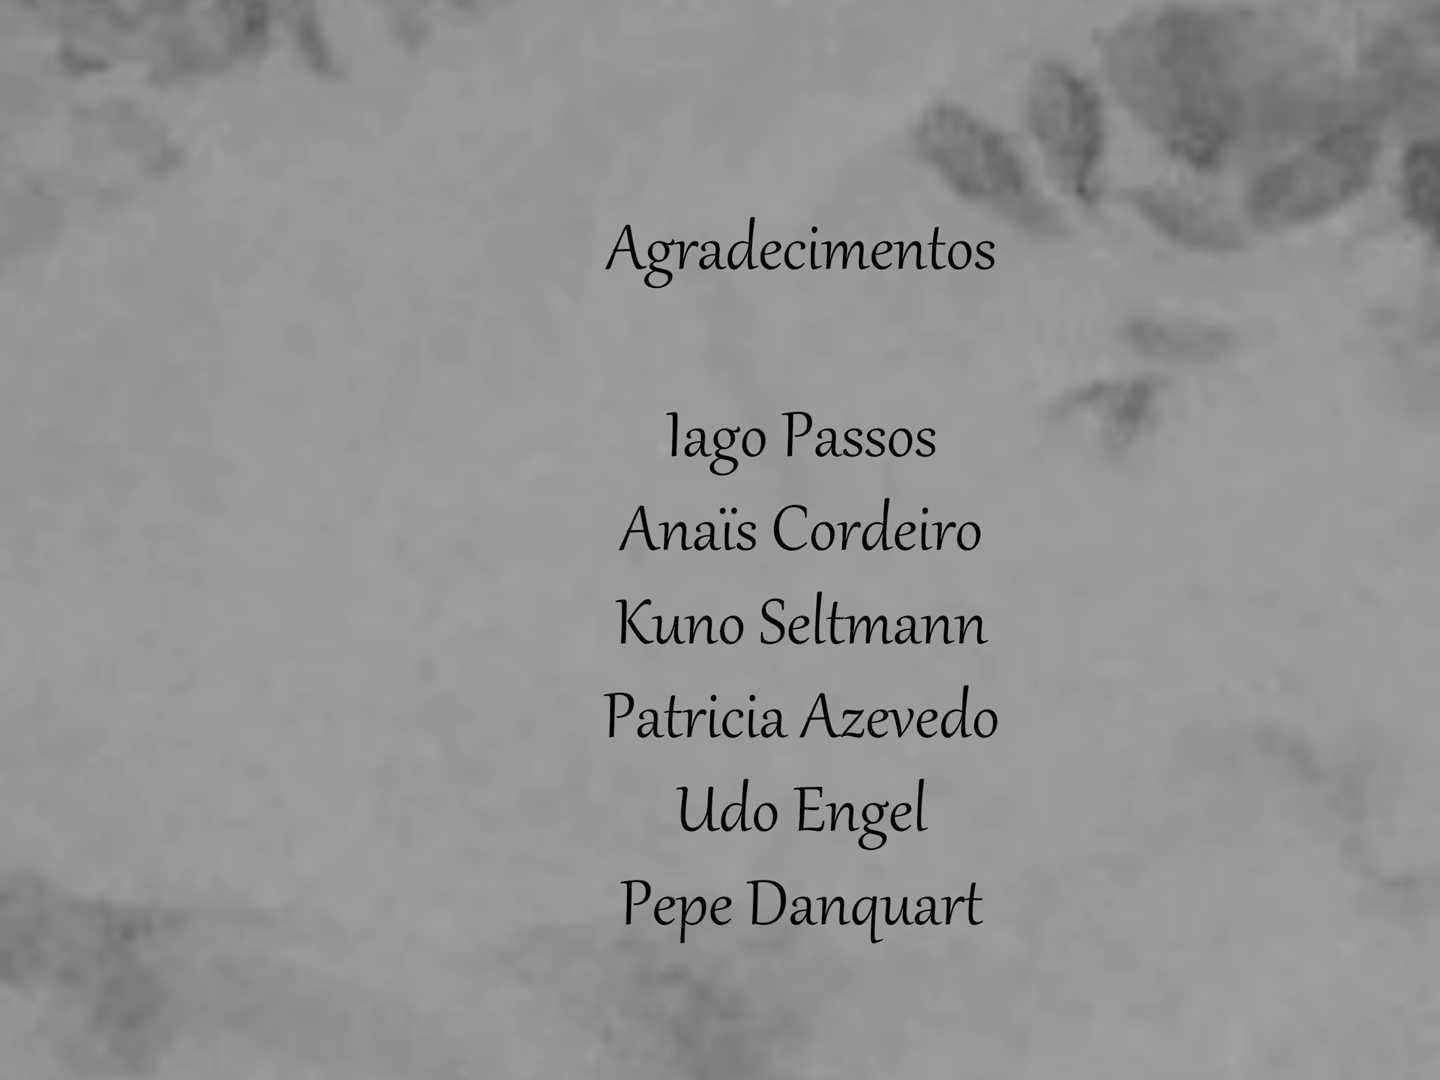 Agradecimentos
Iago Passos
Anaïs Cordeiro
Kuno Seltmann
Patricia Azevedo
Udo Engel
Pepe Danquart